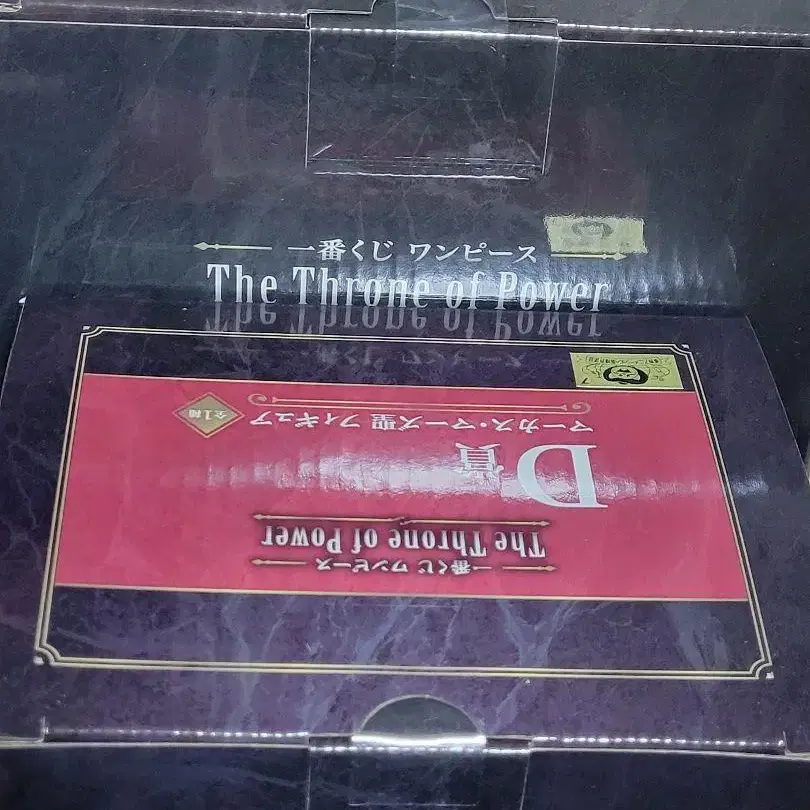 一番くじ ワンピース
The Throne of Power
一番くじ ワンピース
The Throne of Power
D賞
マーカス・マーズ聖 フィギュア
全1種